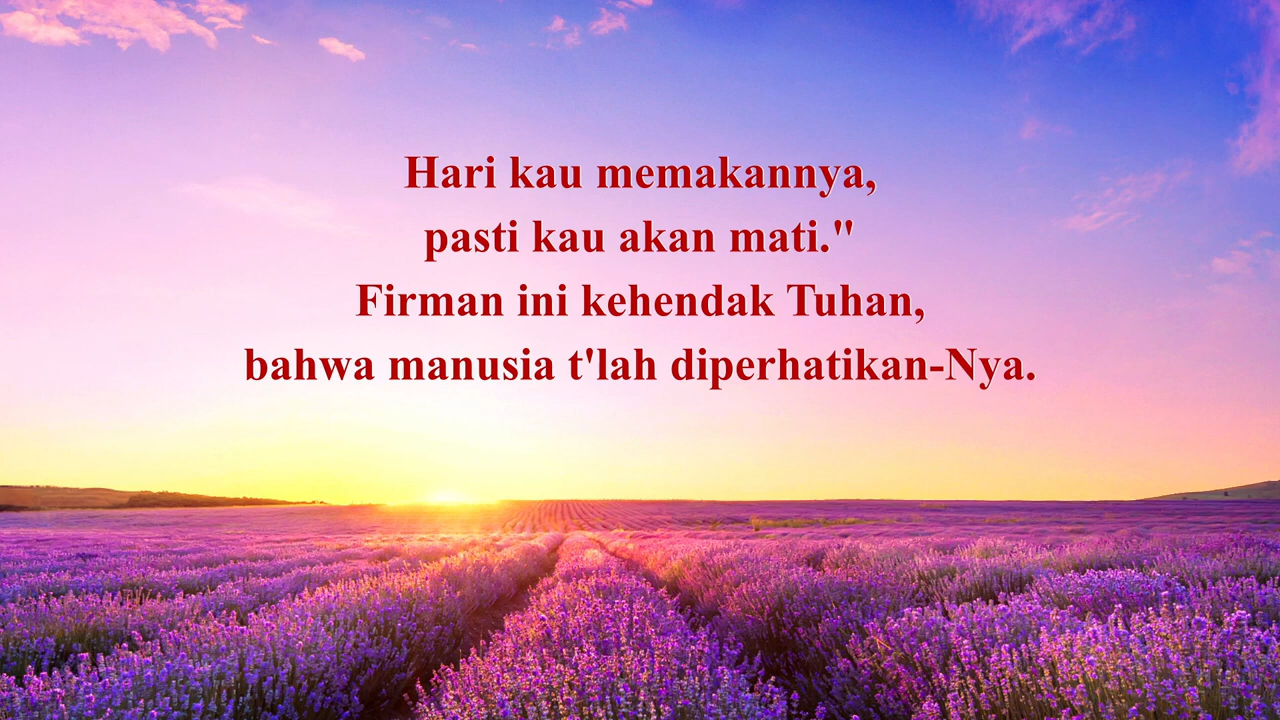 Hari kau memakannya,
pasti kau akan mati."
Firman ini kehendak Tuhan,
bahwa manusia t'lah diperhatikan-Nya.